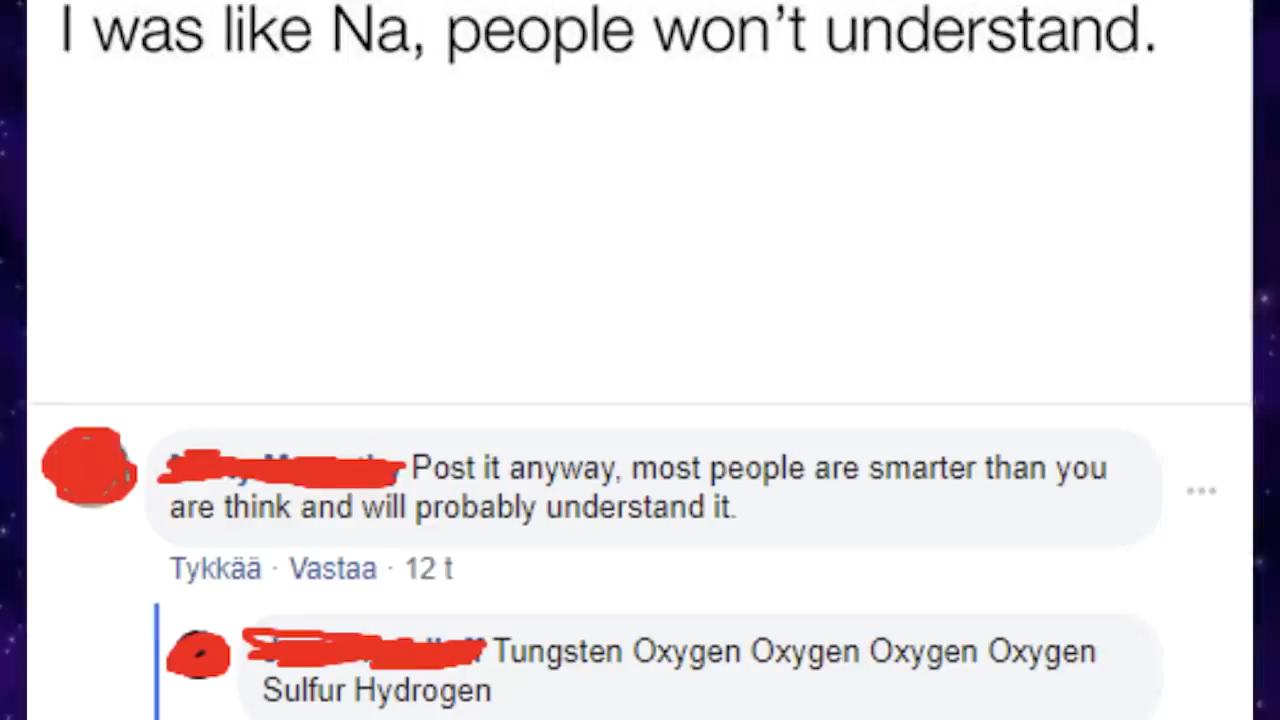 I was like Na, people won’t understand.
Post it anyway, most people are smarter than you
are think and will probably understand it.
Tykkää · Vastaa · 12 t
Tungsten Oxygen Oxygen Oxygen Oxygen
Sulfur Hydrogen